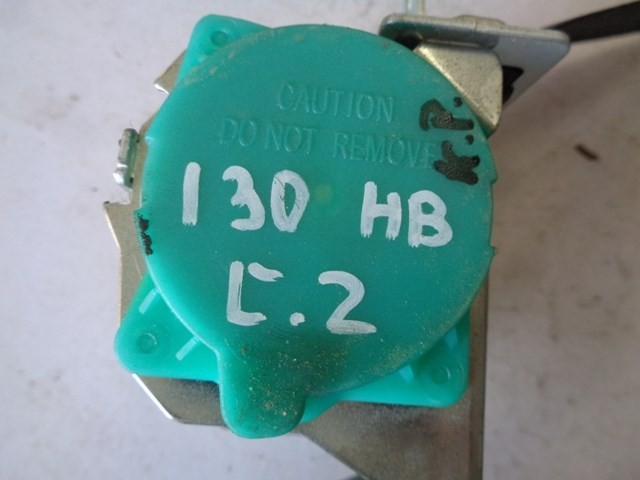 CAUTION
DO NOT REMOVE
K.P.
130 HB
C.2